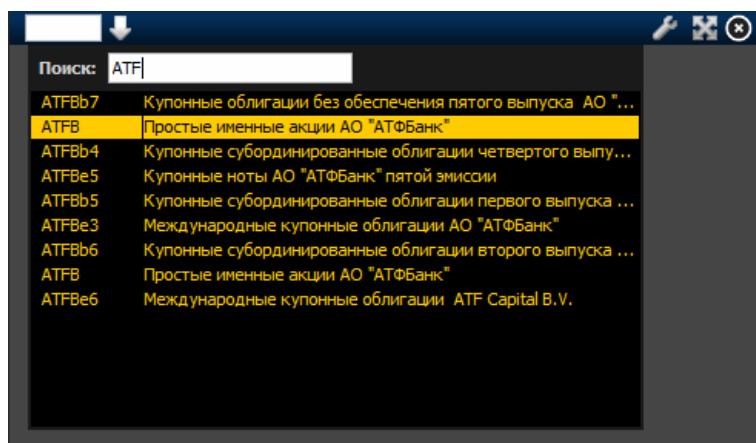 Поиск: ATF
ATFBb7 Купонные облигации без обеспечения пятого выпуска АО "...
ATFB Простые именные акции АО "АТФБанк"
ATFBb4 Купонные субординированные облигации четвертого выпу...
ATFBe5 Купонные ноты АО "АТФБанк" пятой эмиссии
ATFBb5 Купонные субординированные облигации первого выпуска ...
ATFBe3 Международные купонные облигации АО "АТФБанк"
ATFBb6 Купонные субординированные облигации второго выпуска ...
ATFB Простые именные акции АО "АТФБанк"
ATFBe6 Международные купонные облигации ATF Capital B.V.